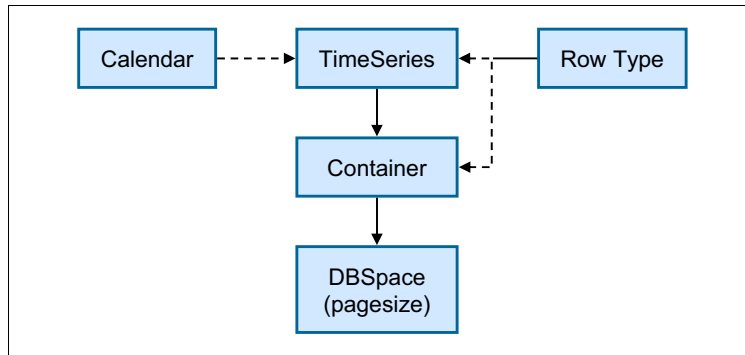 Calendar
TimeSeries
Row Type
Container
DBSpace
(pagesize)